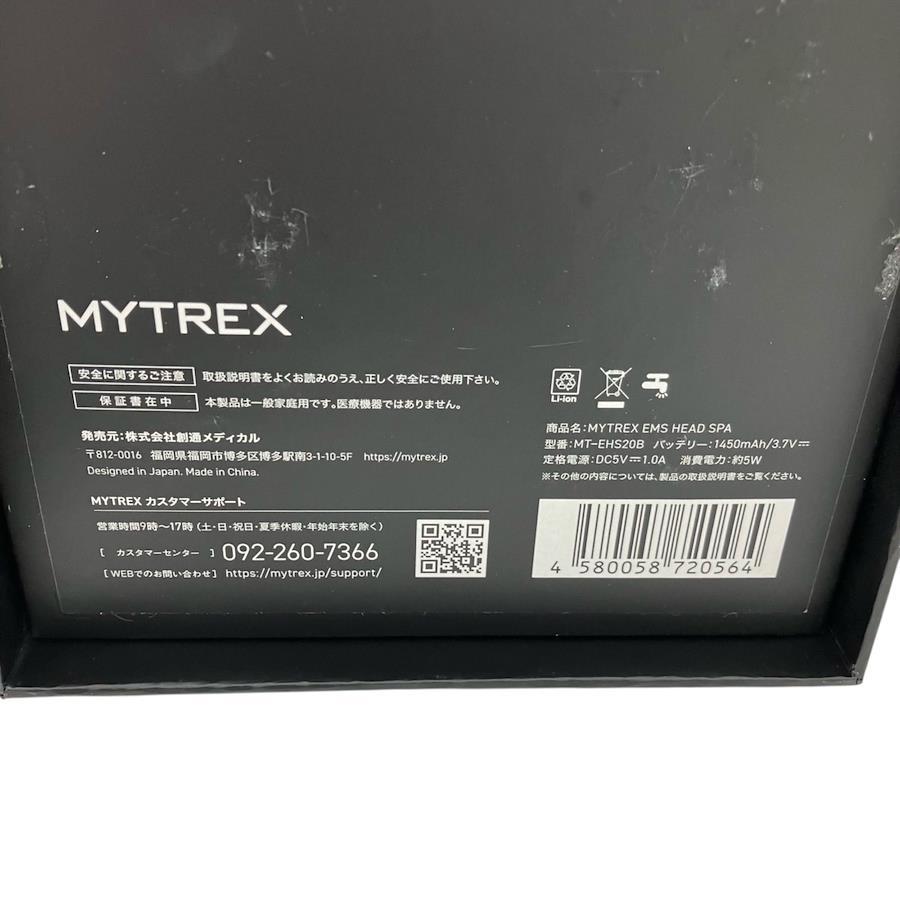 MYTREX
安全に関するご注意 取扱説明書をよくお読みのうえ、正しく安全にご使用下さい。
保証書在中 本製品は一般家庭用です。医療機器ではありません。
発売元:株式会社創通メディカル
〒812-0016 福岡県福岡市博多区博多駅南3-1-10-5F https://mytrex.jp
Designed in Japan. Made in China.
MYTREX カスタマーサポート
営業時間9時〜17時(土・日・祝日・夏季休暇・年始年末を除く)
[ カスタマーセンター ] 092-260-7366
[WEBでのお問い合わせ] https://mytrex.jp/support/
Li-ion
商品名:MYTREX EMS HEAD SPA
型番:MT-EHS20B バッテリー:1450mAh/3.7V⎓
定格電源:DC5V⎓1.0A 消費電力:約5W
※その他の内容については、製品の取扱説明書をご覧ください。
4 580058 720564